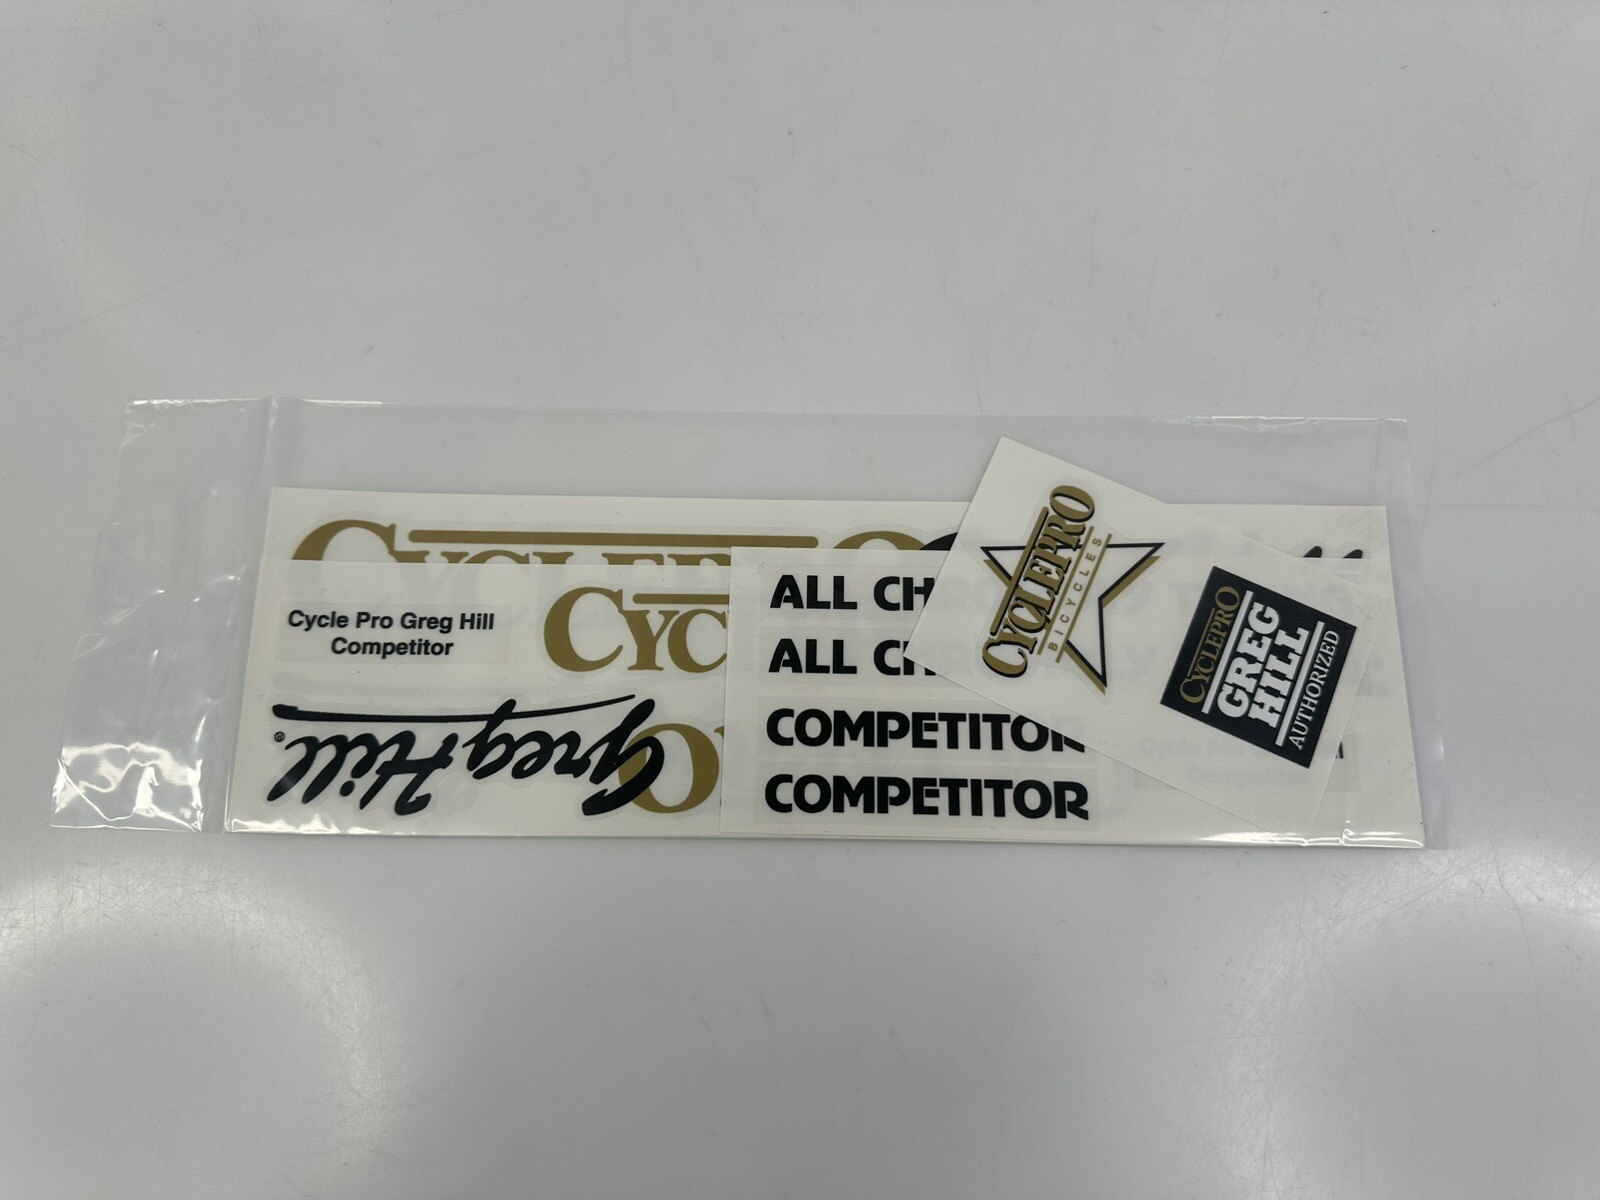 CYCLEPRO
Cycle Pro Greg Hill
Competitor
CYC
Greg Hill®
ALL CH
ALL CH
COMPETITOR
COMPETITOR
CYCLEPRO
BICYCLES
CYCLEPRO
GREG
HILL
AUTHORIZED